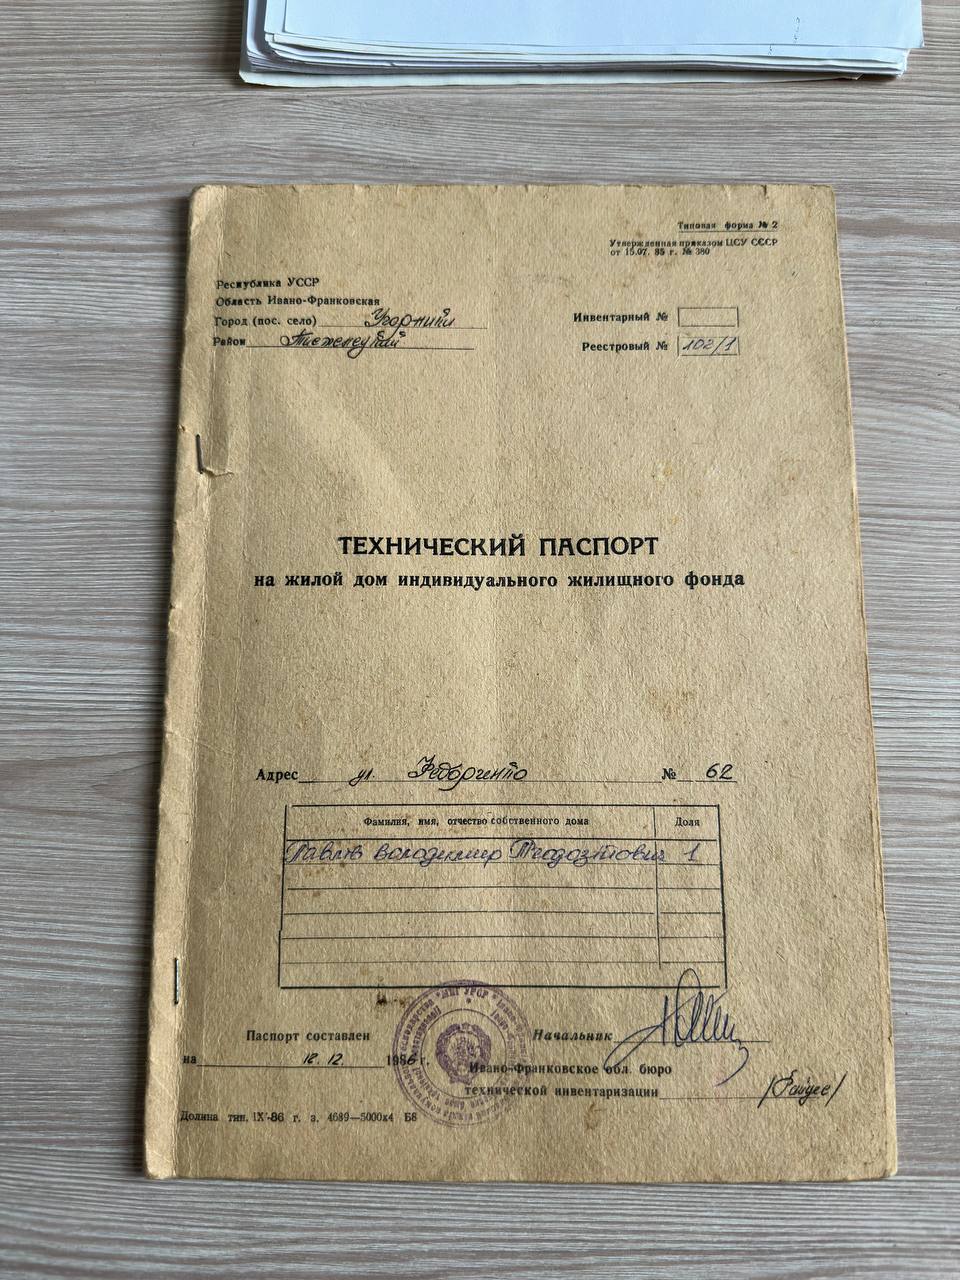 Типовая форма № 2
Утвержденная приказом ЦСУ СССР
от 15.07. 85 г. № 380
Республика УССР
Область Ивано-Франковская
Город (пос. село) Угорники
Район
Инвентарный №
Реестровый № 102/1
ТЕХНИЧЕСКИЙ ПАСПОРТ
на жилой дом индивидуального жилищного фонда
Адрес ул. № 62
Фамилия, имя, отчество собственного дома Доля
Павлів Володимир Теодозійович 1
Паспорт составлен
на 12.12. 1986 г.
Начальник
Ивано-Франковское обл. бюро
технической инвентаризации
Долина тип. IX-86 г. з. 4689—5000х4 Б8